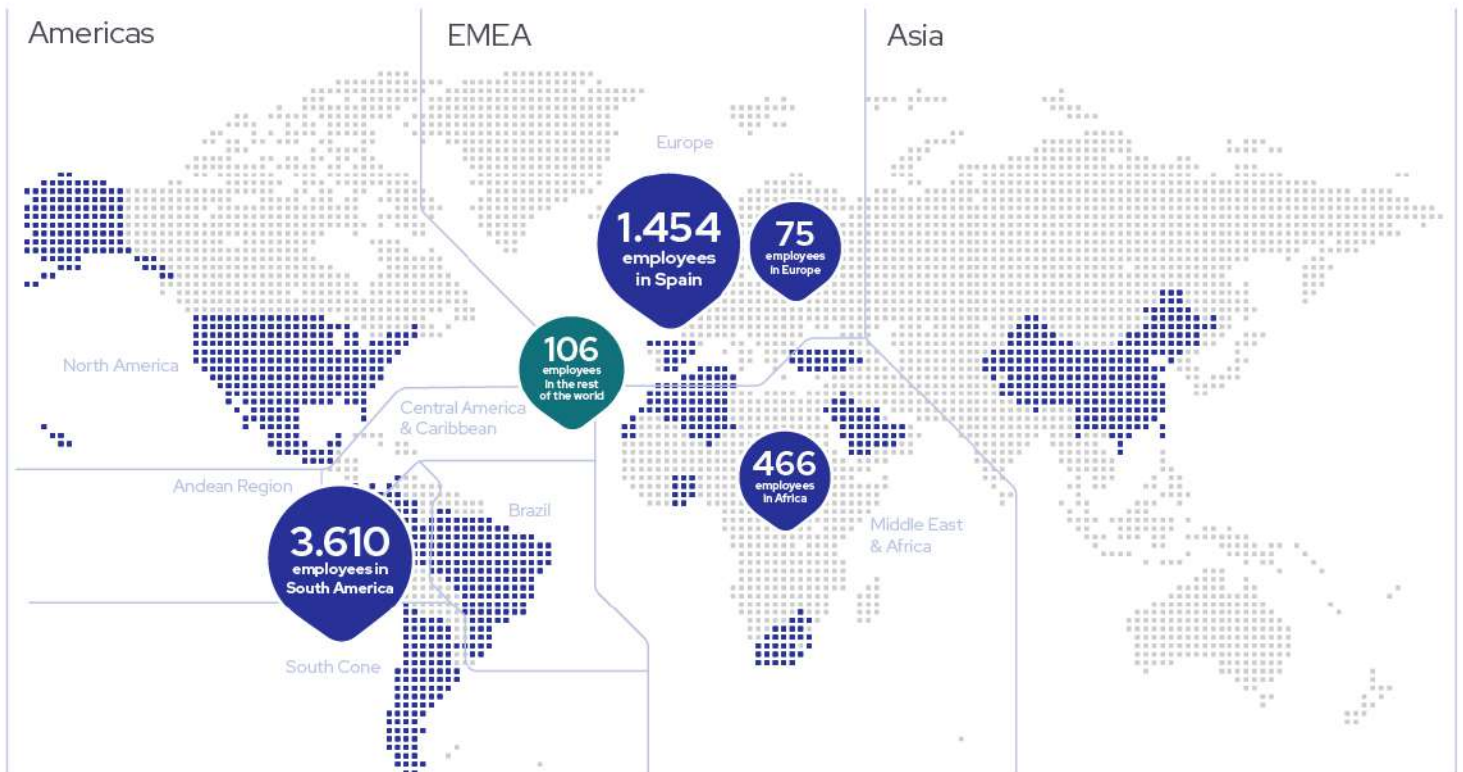 Americas
EMEA
Asia
Europe
1.454
employees
in Spain
75
employees
in Europe
106
employees
in the rest
of the world
North America
Central America
& Caribbean
466
employees
in Africa
Andean Region
Brazil
3.610
employees in
South America
Middle East
& Africa
South Cone